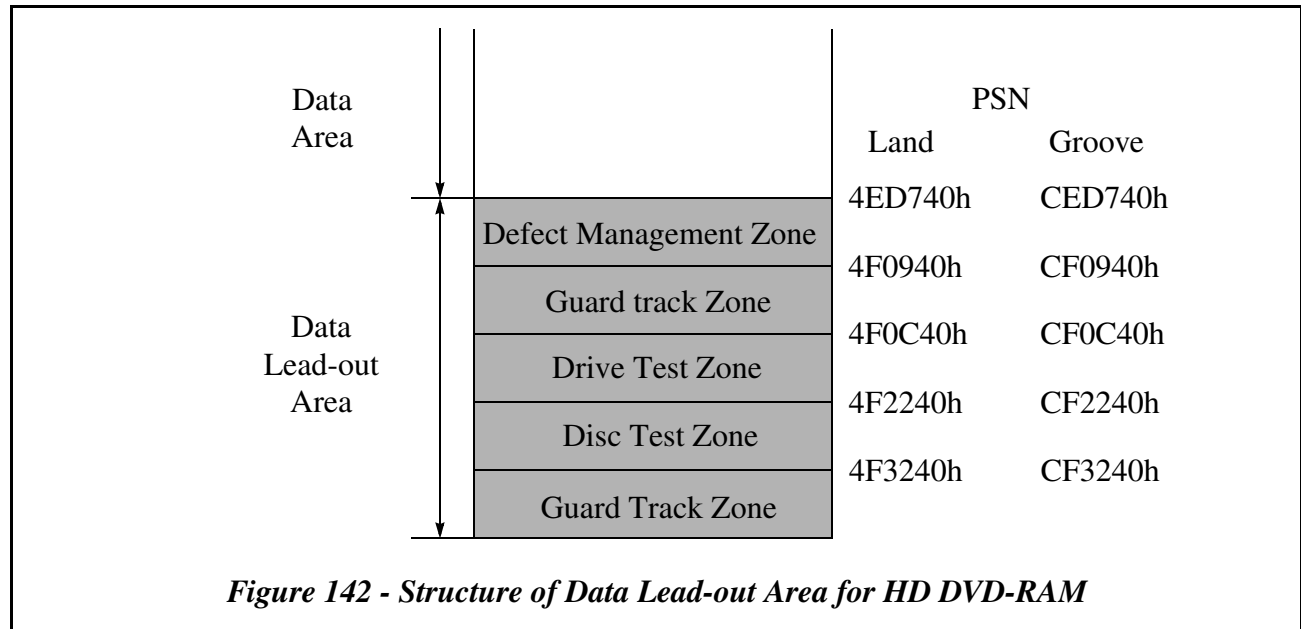 Data
Area
PSN
Land Groove
4ED740h CED740h
Defect Management Zone
4F0940h CF0940h
Guard track Zone
Data
Lead-out
Area
4F0C40h CF0C40h
Drive Test Zone
4F2240h CF2240h
Disc Test Zone
4F3240h CF3240h
Guard Track Zone
Figure 142 - Structure of Data Lead-out Area for HD DVD-RAM